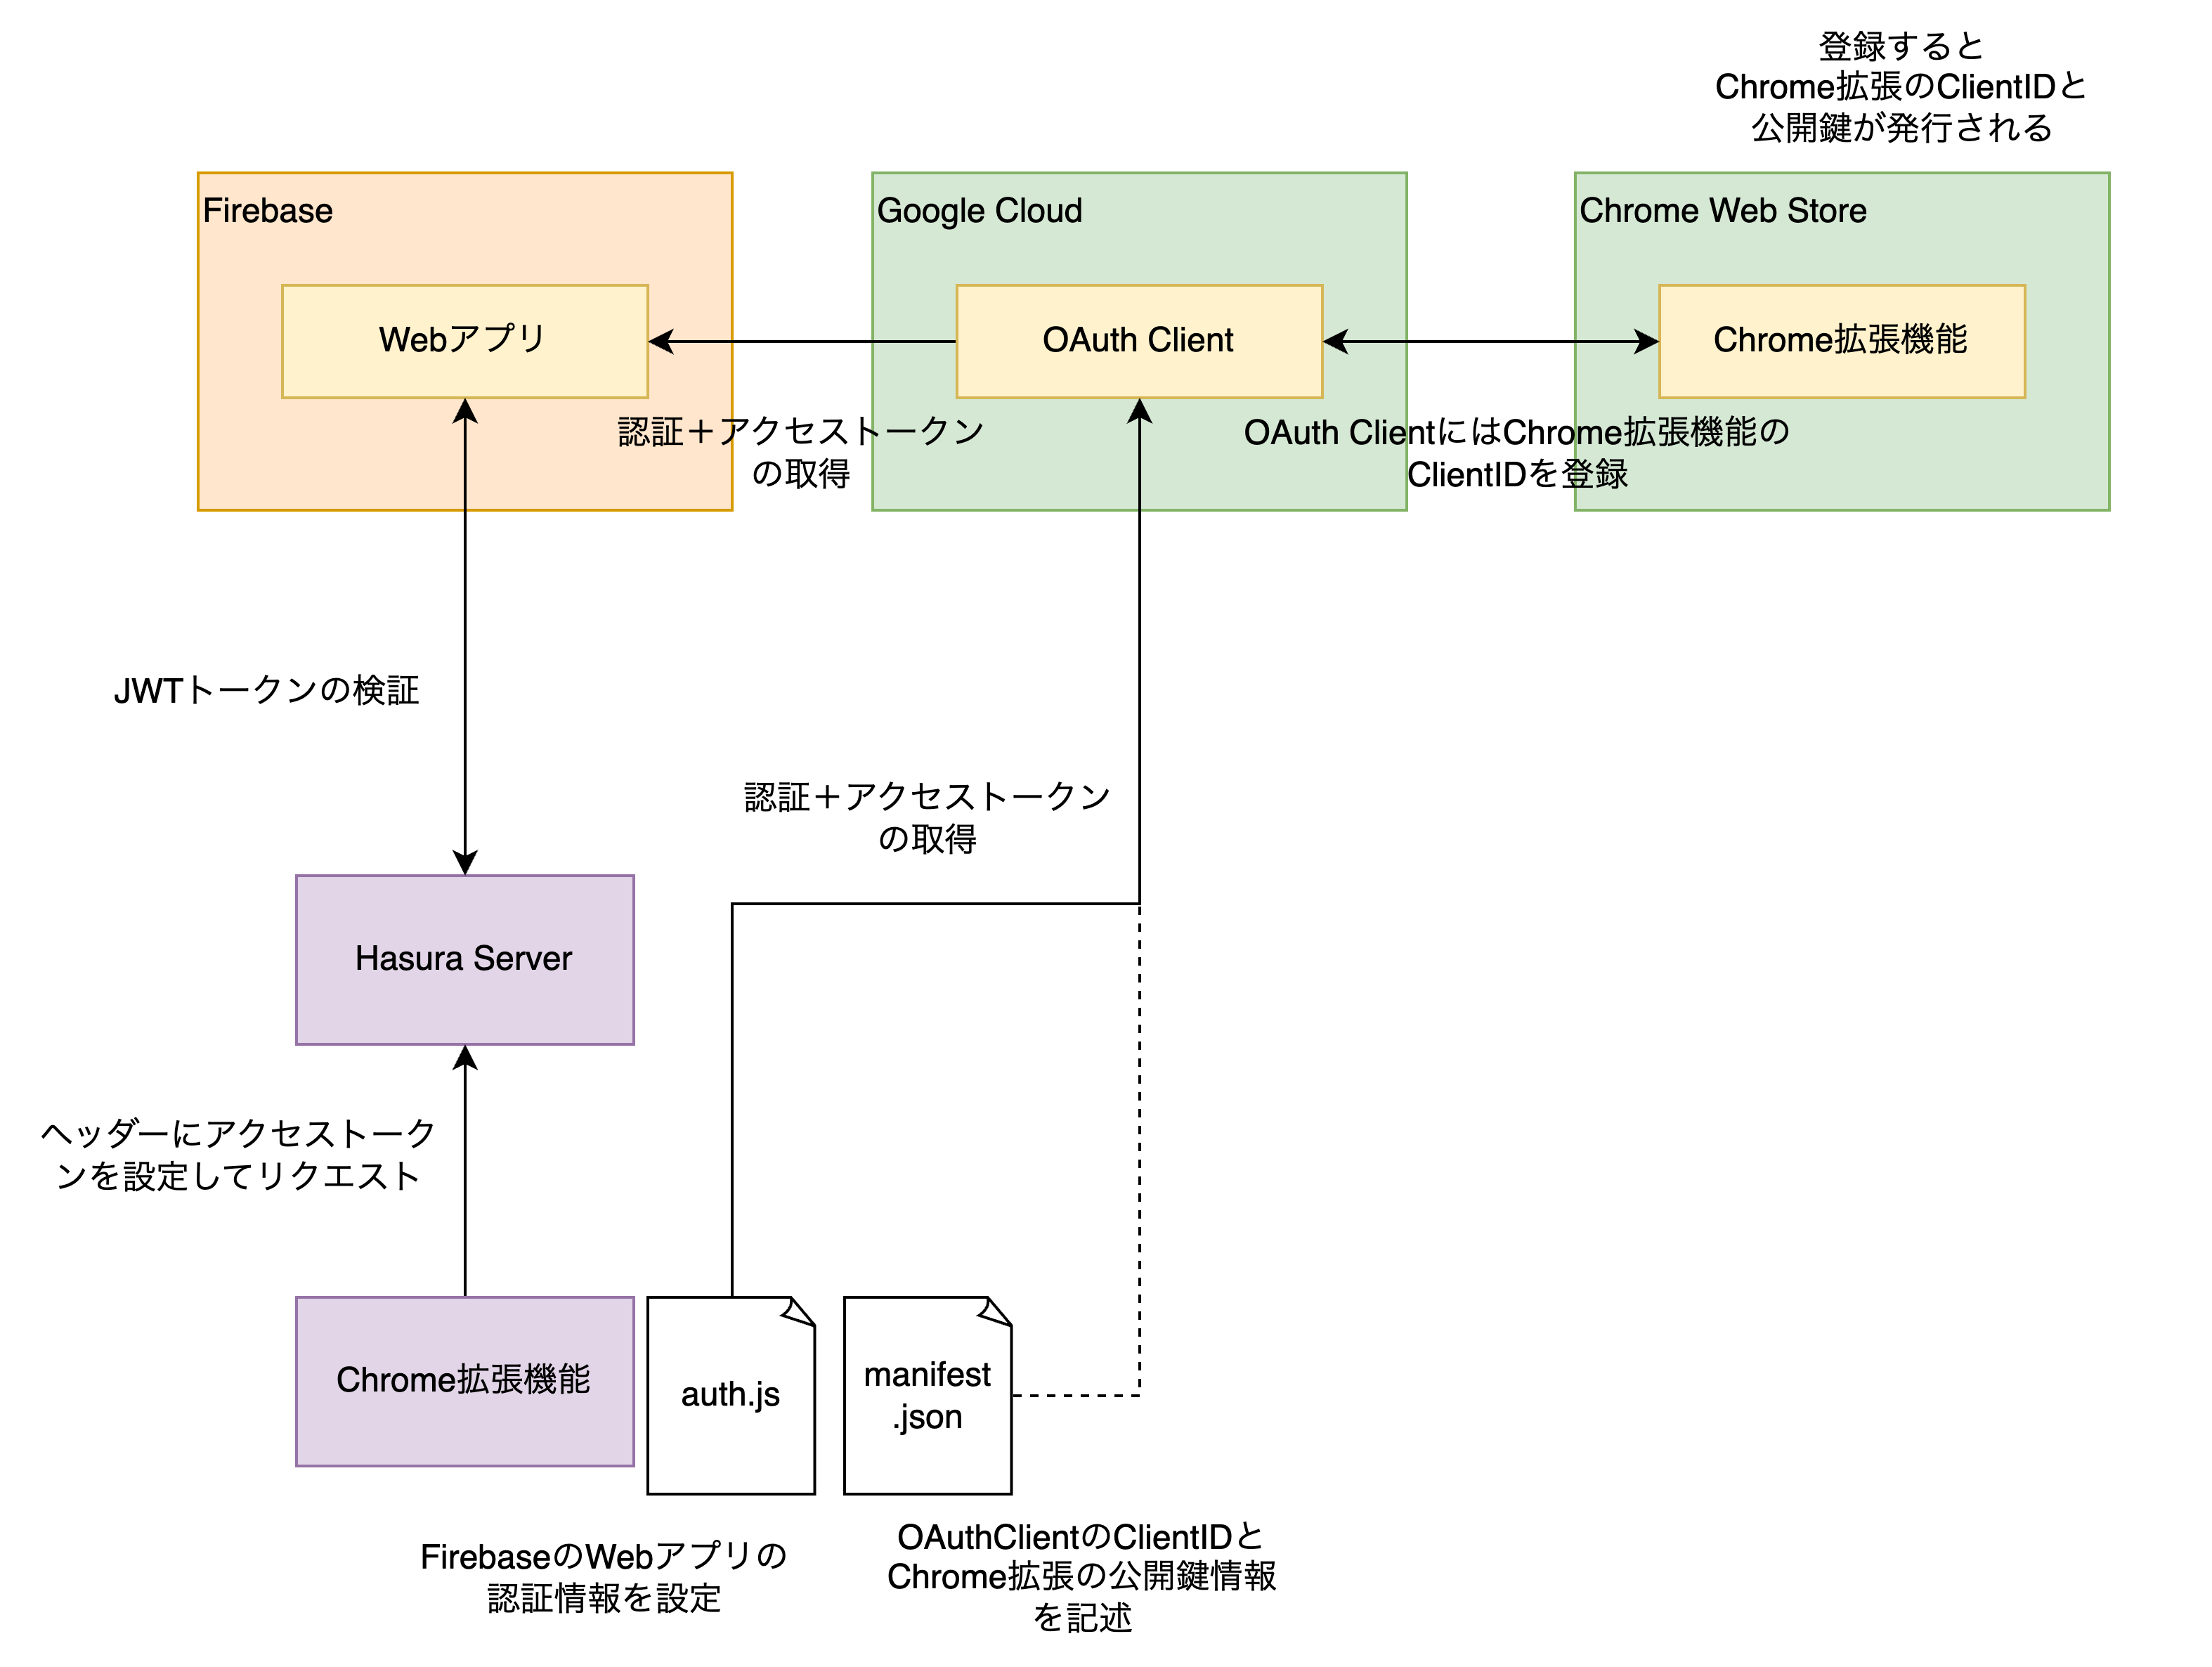 登録すると
Chrome拡張のClientIDと
公開鍵が発行される
Firebase
Google Cloud
Chrome Web Store
Webアプリ
OAuth Client
Chrome拡張機能
認証＋アクセストークン
の取得
OAuth ClientにはChrome拡張機能の
ClientIDを登録
JWTトークンの検証
認証＋アクセストークン
の取得
Hasura Server
ヘッダーにアクセストーク
ンを設定してリクエスト
Chrome拡張機能
auth.js
manifest
.json
FirebaseのWebアプリの
認証情報を設定
OAuthClientのClientIDと
Chrome拡張の公開鍵情報
を記述